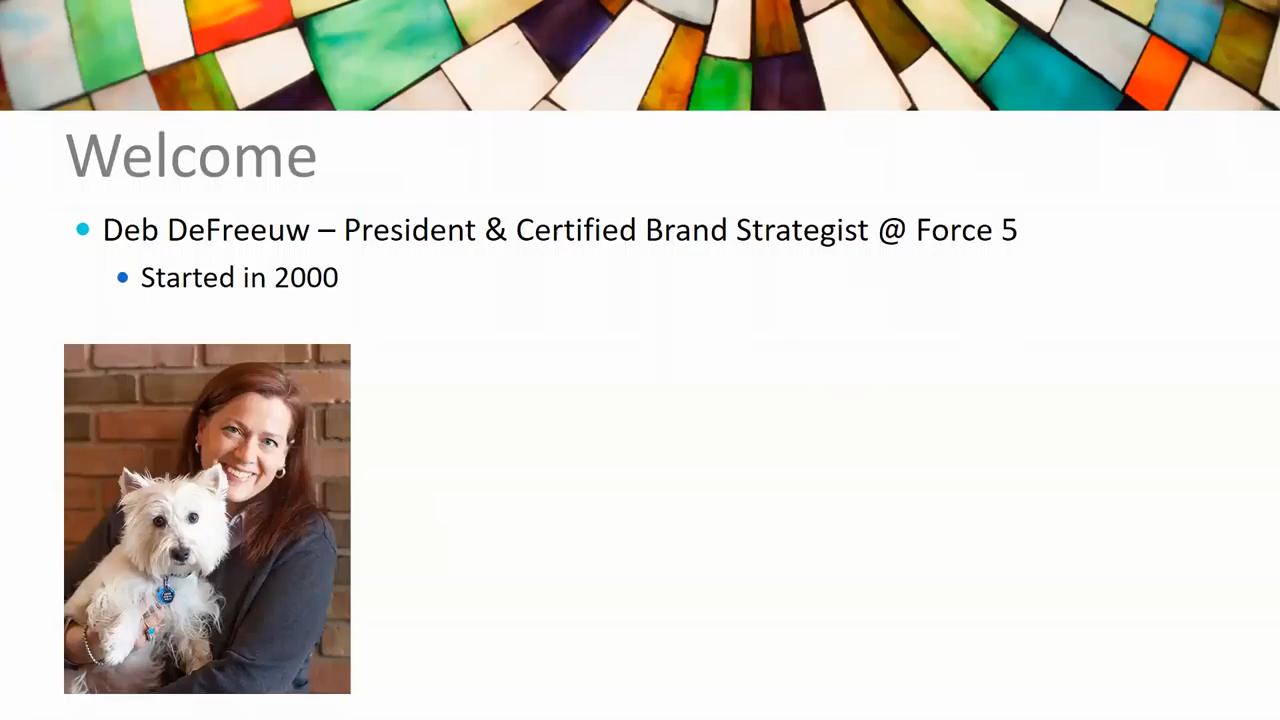 Welcome
Deb DeFreeuw – President & Certified Brand Strategist @ Force 5
Started in 2000